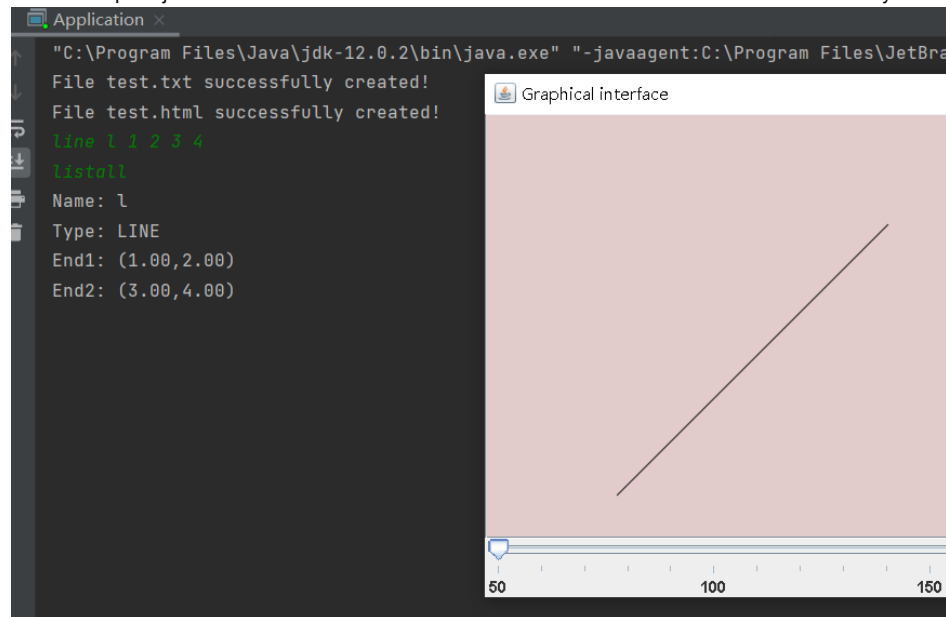 Application
"C:\Program Files\Java\jdk-12.0.2\bin\java.exe" "-javaagent:C:\Program Files\JetBra
File test.txt successfully created!
File test.html successfully created!
line l 1 2 3 4
listall
Name: l
Type: LINE
End1: (1.00,2.00)
End2: (3.00,4.00)
Graphical interface
50 100 150